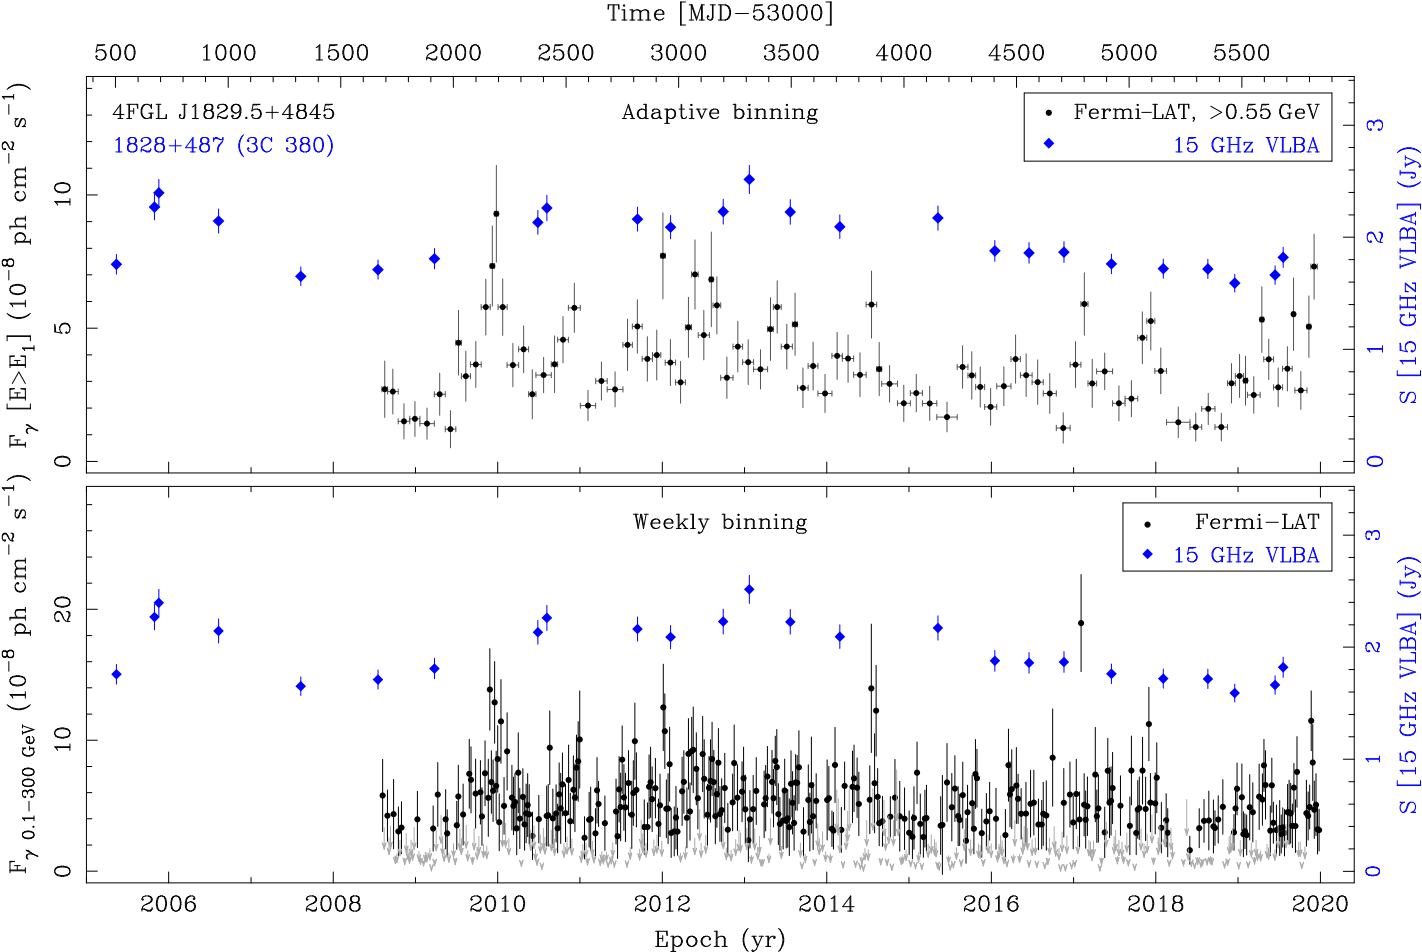 Time [MJD−53000]
500 1000 1500 2000 2500 3000 3500 4000 4500 5000 5500
4FGL J1829.5+4845
1828+487 (3C 380)
Adaptive binning
Fermi−LAT, >0.55 GeV
15 GHz VLBA
F_γ [E>E_1] (10^−8 ph cm^−2 s^−1)
10
5
0
3
2
1
0
S [15 GHz VLBA] (Jy)
Weekly binning
Fermi−LAT
15 GHz VLBA
F_γ 0.1−300 GeV (10^−8 ph cm^−2 s^−1)
20
10
0
3
2
1
0
S [15 GHz VLBA] (Jy)
2006 2008 2010 2012 2014 2016 2018 2020
Epoch (yr)